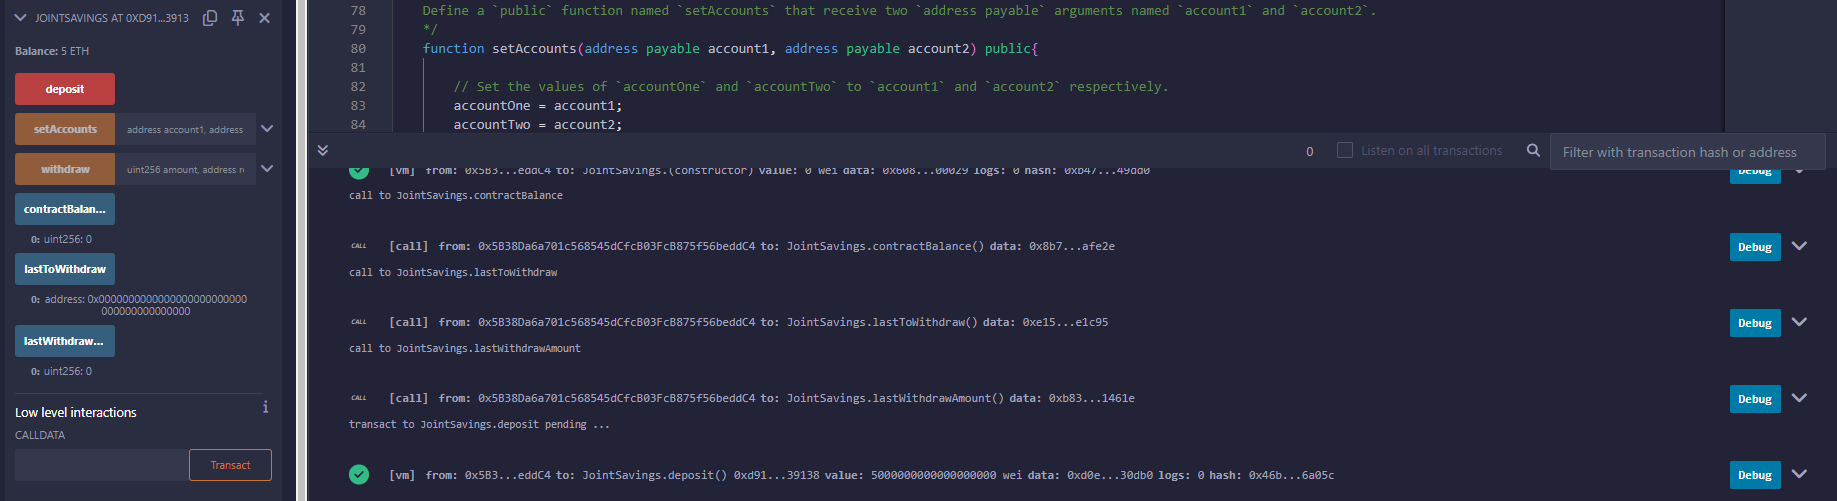 JOINTSAVINGS AT 0XD91...3913
Balance: 5 ETH
deposit
setAccounts address account1, address
withdraw uint256 amount, address r
contractBalan...
0: uint256: 0
lastToWithdraw
0: address: 0x00000000000000000000000
00000000000000000
lastWithdraw...
0: uint256: 0
Low level interactions
CALLDATA
Transact
78 Define a `public` function named `setAccounts` that receive two `address payable` arguments named `account1` and `account2`.
79 */
80 function setAccounts(address payable account1, address payable account2) public{
81
82 // Set the values of `accountOne` and `accountTwo` to `account1` and `account2` respectively.
83 accountOne = account1;
84 accountTwo = account2;
0 Listen on all transactions Filter with transaction hash or address
[vm] from: 0x5B3...eddC4 to: JointSavings.(constructor) value: 0 wei data: 0x608...00029 logs: 0 hash: 0xb47...49dd0 Debug
call to JointSavings.contractBalance
CALL [call] from: 0x5B38Da6a701c568545dCfcB03FcB875f56beddC4 to: JointSavings.contractBalance() data: 0x8b7...afe2e Debug
call to JointSavings.lastToWithdraw
CALL [call] from: 0x5B38Da6a701c568545dCfcB03FcB875f56beddC4 to: JointSavings.lastToWithdraw() data: 0xe15...e1c95 Debug
call to JointSavings.lastWithdrawAmount
CALL [call] from: 0x5B38Da6a701c568545dCfcB03FcB875f56beddC4 to: JointSavings.lastWithdrawAmount() data: 0xb83...1461e Debug
transact to JointSavings.deposit pending ...
[vm] from: 0x5B3...eddC4 to: JointSavings.deposit() 0xd91...39138 value: 5000000000000000000 wei data: 0xd0e...30db0 logs: 0 hash: 0x46b...6a05c Debug